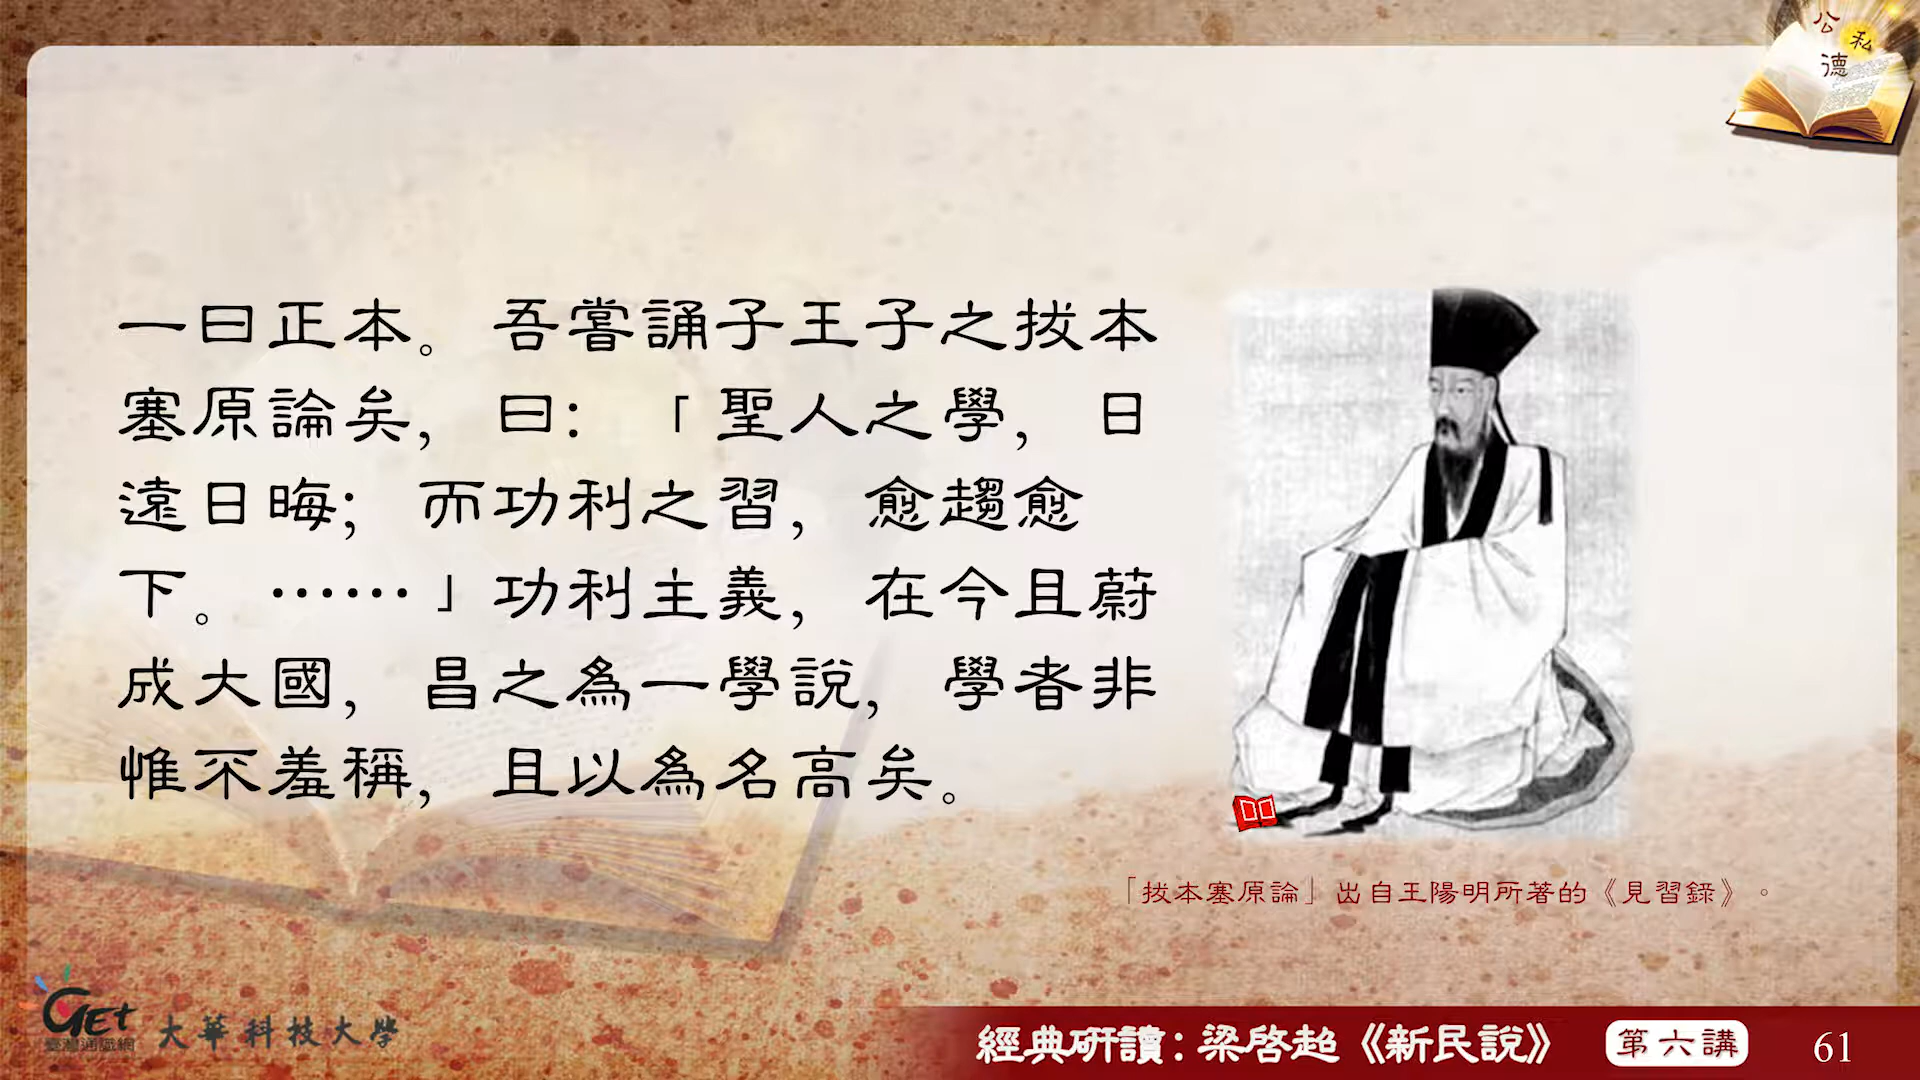 公
私
德
一曰正本。吾嘗誦子王子之拔本
塞原論矣，曰：「聖人之學，日
遠日晦；而功利之習，愈趨愈
下。……」功利主義，在今且蔚
成大國，昌之為一學說，學者非
惟不羞稱，且以為名高矣。
「拔本塞原論」出自王陽明所著的《見習錄》。
GEt
臺灣通識網
大華科技大學
經典研讀：梁啓超《新民說》
第六講
61